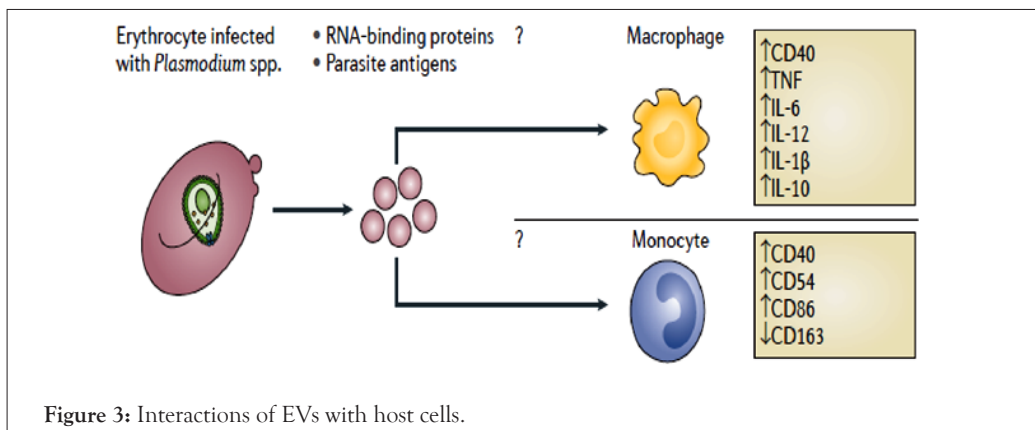 Erythrocyte infected
with Plasmodium spp.
• RNA-binding proteins
• Parasite antigens
?
Macrophage
↑CD40
↑TNF
↑IL-6
↑IL-12
↑IL-1β
↑IL-10
?
Monocyte
↑CD40
↑CD54
↑CD86
↓CD163
Figure 3: Interactions of EVs with host cells.